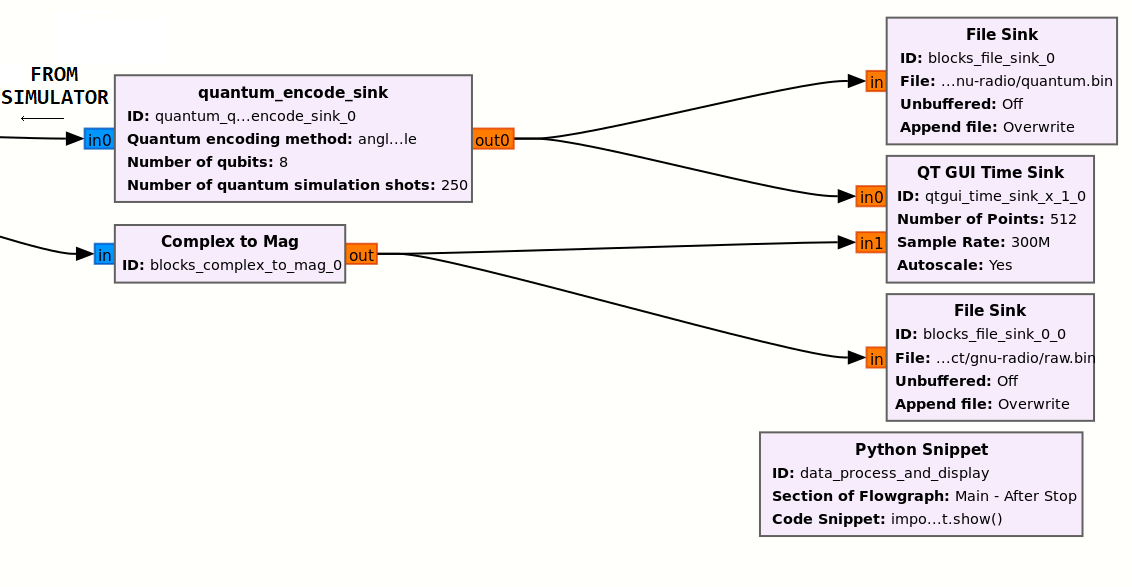 FROM
SIMULATOR
in0
quantum_encode_sink
ID: quantum_q...encode_sink_0
Quantum encoding method: angl...le
Number of qubits: 8
Number of quantum simulation shots: 250
out0
in
Complex to Mag
ID: blocks_complex_to_mag_0
out
in
File Sink
ID: blocks_file_sink_0
File: ...nu-radio/quantum.bin
Unbuffered: Off
Append file: Overwrite
in0
in1
QT GUI Time Sink
ID: qtgui_time_sink_x_1_0
Number of Points: 512
Sample Rate: 300M
Autoscale: Yes
in
File Sink
ID: blocks_file_sink_0_0
File: ...ct/gnu-radio/raw.bin
Unbuffered: Off
Append file: Overwrite
Python Snippet
ID: data_process_and_display
Section of Flowgraph: Main - After Stop
Code Snippet: impo...t.show()